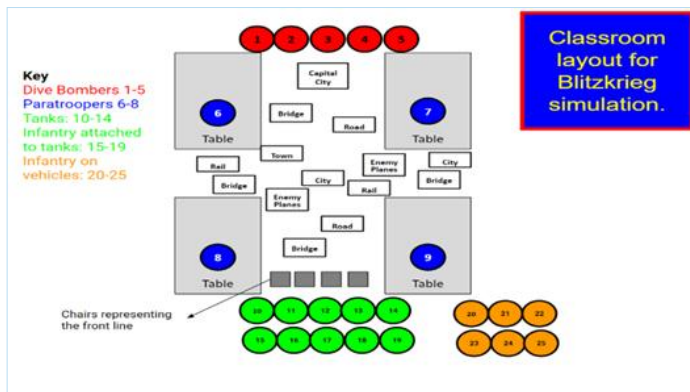 Classroom
layout for
Blitzkrieg
simulation.
Key
Dive Bombers 1-5
Paratroopers 6-8
Tanks: 10-14
Infantry attached
to tanks: 15-19
Infantry on
vehicles: 20-25
1 2 3 4 5
Capital
City
6
Table
Bridge
Road
7
Table
Town
Rail
Bridge
City
Enemy
Planes
Enemy
Planes
Rail
City
Bridge
8
Table
Road
Bridge
9
Table
Chairs representing
the front line
10 11 12 13 14
15 16 17 18 19
20 21 22
23 24 25